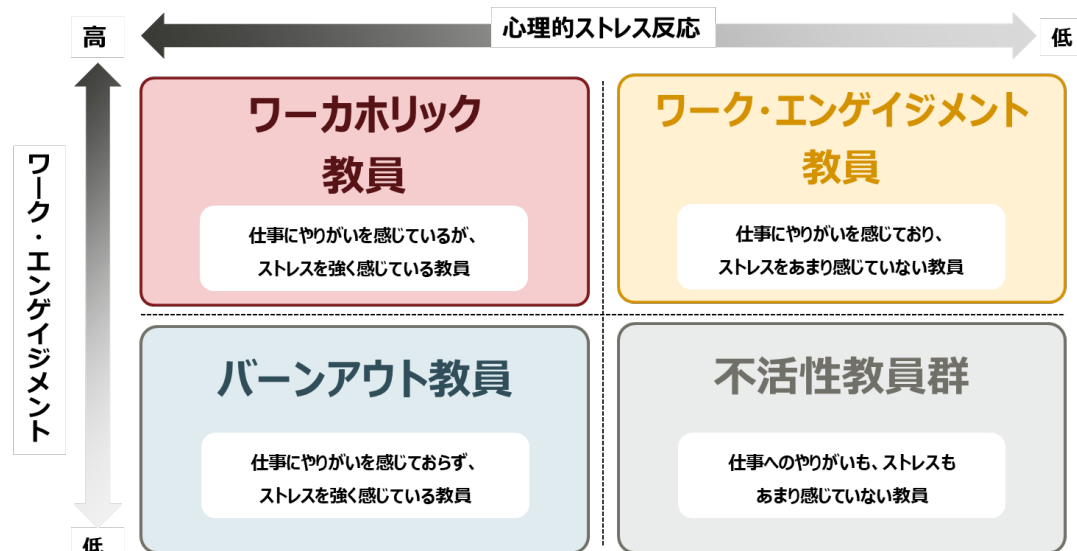 高
心理的ストレス反応
低
ワーク・エンゲイジメント
ワーカホリック
教員
仕事にやりがいを感じているが、
ストレスを強く感じている教員
ワーク・エンゲイジメント
教員
仕事にやりがいを感じており、
ストレスをあまり感じていない教員
バーンアウト教員
仕事にやりがいを感じておらず、
ストレスを強く感じている教員
不活性教員群
仕事へのやりがいも、ストレスも
あまり感じていない教員
低